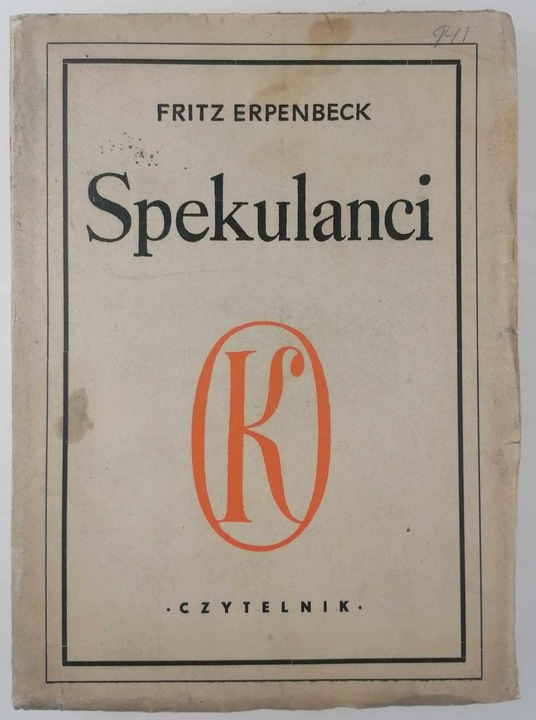 941
FRITZ ERPENBECK
Spekulanci
K
·CZYTELNIK·